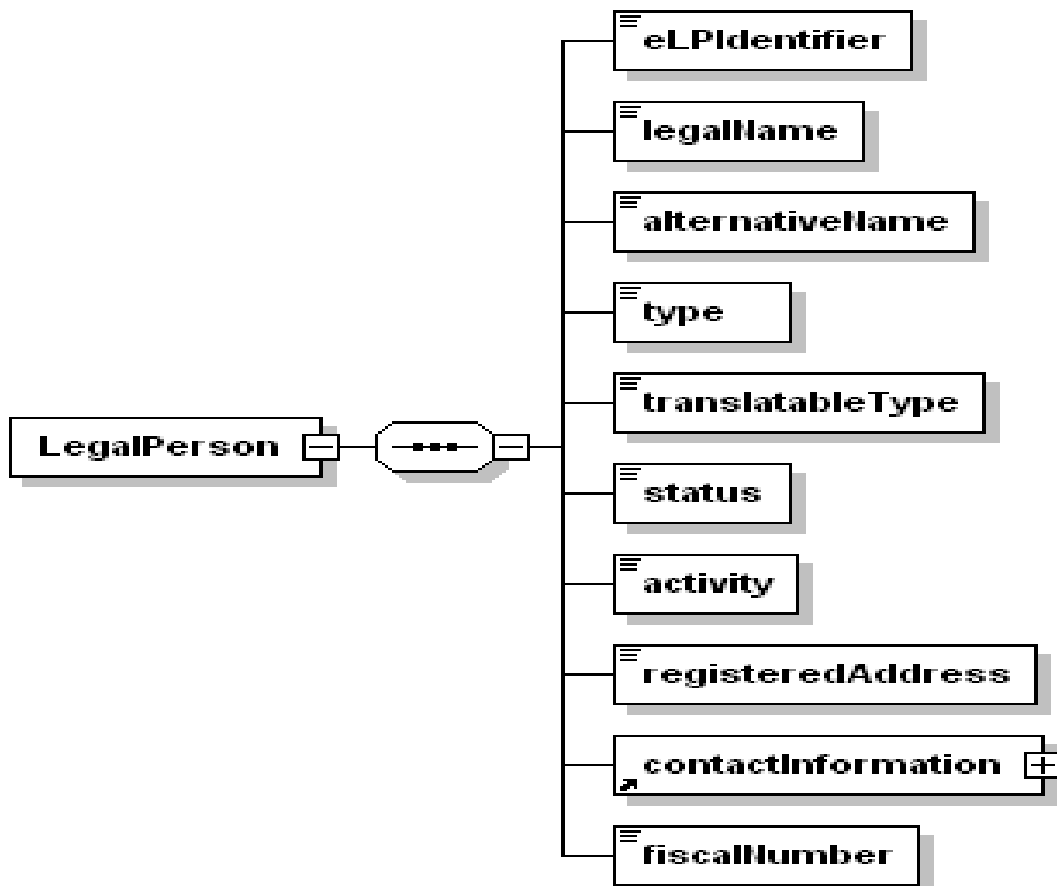 eLPIdentifier
legalName
alternativeName
type
translatableType
LegalPerson
status
activity
registeredAddress
contactInformation
fiscalNumber